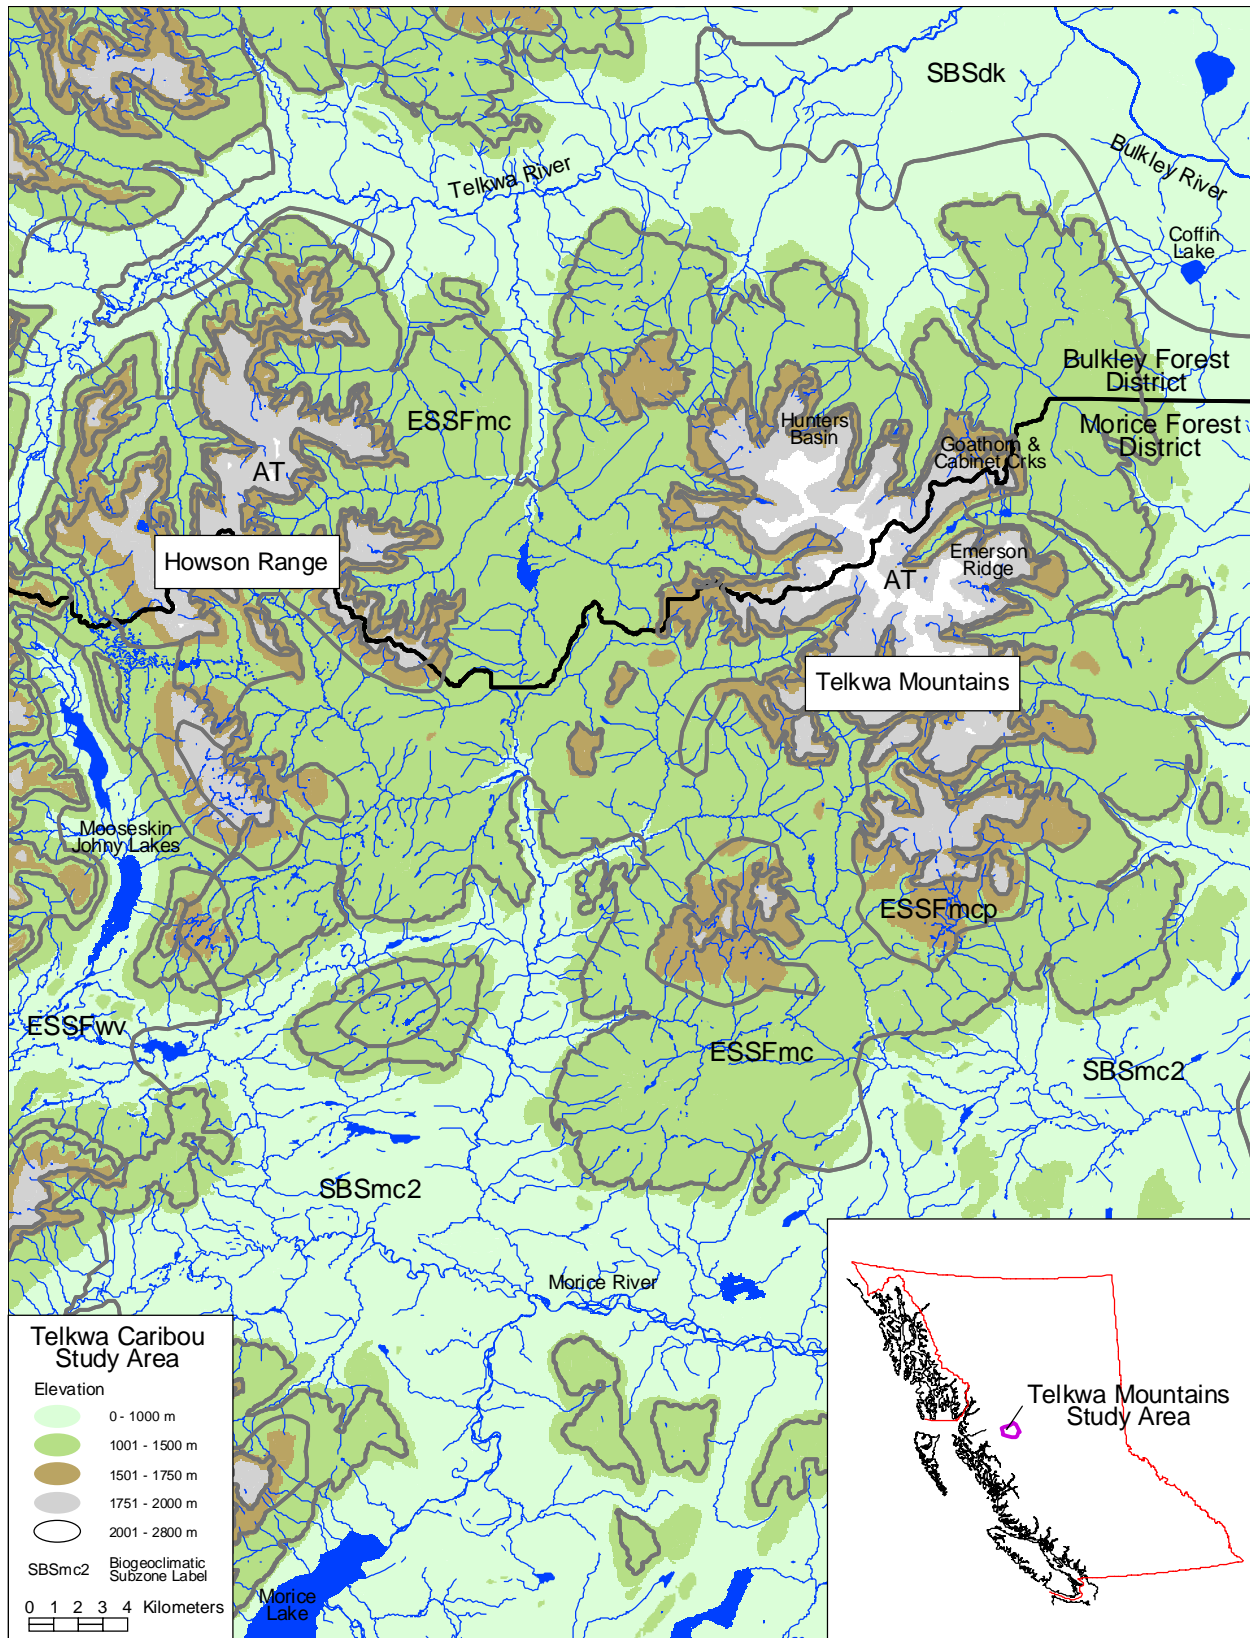 SBSdk
Bulkley River
Telkwa River
Coffin
Lake
Bulkley Forest
District
Morice Forest
District
ESSFmc
Hunters
Basin
Goathorn &
Cabinet Crks
AT
Howson Range
Emerson
Ridge
AT
Telkwa Mountains
Mooseskin
Johny Lakes
ESSFmcp
ESSFwv
ESSFmc
SBSmc2
SBSmc2
Morice River
Morice
Lake
Telkwa Caribou
Study Area
Elevation
0 - 1000 m
1001 - 1500 m
1501 - 1750 m
1751 - 2000 m
2001 - 2800 m
SBSmc2 Biogeoclimatic
Subzone Label
0 1 2 3 4 Kilometers
Telkwa Mountains
Study Area